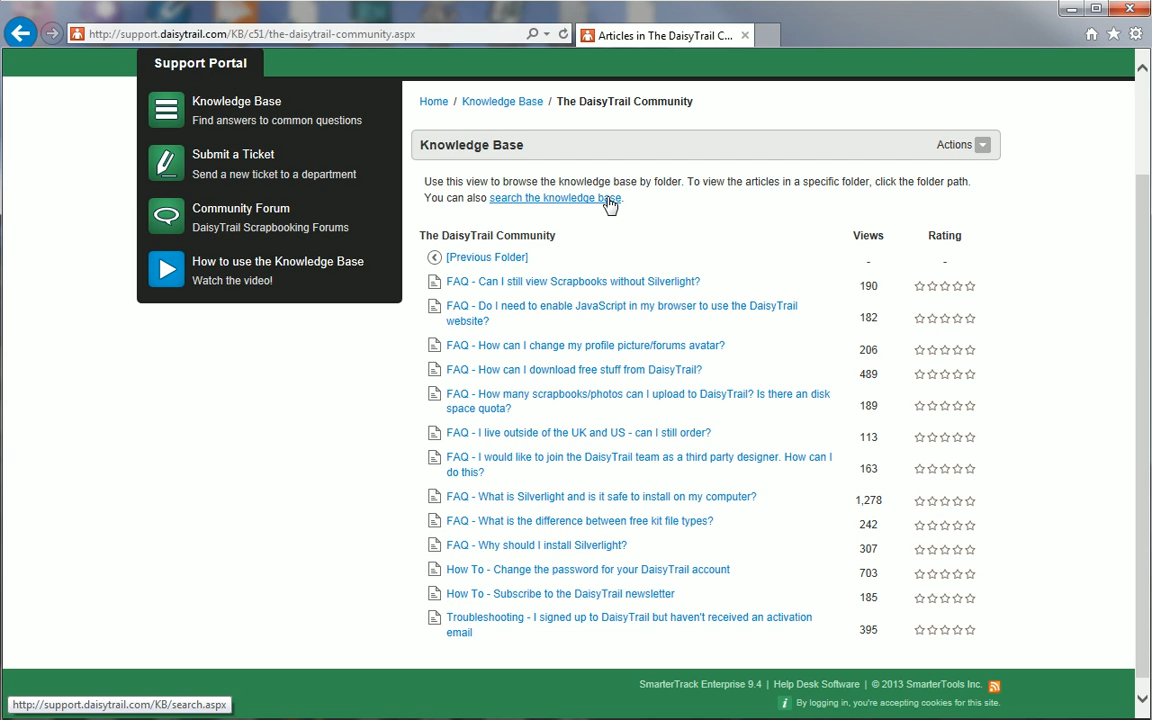 http://support.daisytrail.com/KB/c51/the-daisytrail-community.aspx
Articles in The DaisyTrail C...
Support Portal
Knowledge Base
Find answers to common questions
Submit a Ticket
Send a new ticket to a department
Community Forum
DaisyTrail Scrapbooking Forums
How to use the Knowledge Base
Watch the video!
Home / Knowledge Base / The DaisyTrail Community
Knowledge Base Actions
Use this view to browse the knowledge base by folder. To view the articles in a specific folder, click the folder path.
You can also search the knowledge base.
The DaisyTrail Community Views Rating
[Previous Folder] - -
FAQ - Can I still view Scrapbooks without Silverlight? 190
FAQ - Do I need to enable JavaScript in my browser to use the DaisyTrail
website? 182
FAQ - How can I change my profile picture/forums avatar? 206
FAQ - How can I download free stuff from DaisyTrail? 489
FAQ - How many scrapbooks/photos can I upload to DaisyTrail? Is there an disk
space quota? 189
FAQ - I live outside of the UK and US - can I still order? 113
FAQ - I would like to join the DaisyTrail team as a third party designer. How can I
do this? 163
FAQ - What is Silverlight and is it safe to install on my computer? 1,278
FAQ - What is the difference between free kit file types? 242
FAQ - Why should I install Silverlight? 307
How To - Change the password for your DaisyTrail account 703
How To - Subscribe to the DaisyTrail newsletter 185
Troubleshooting - I signed up to DaisyTrail but haven't received an activation
email 395
SmarterTrack Enterprise 9.4 | Help Desk Software | © 2013 SmarterTools Inc.
By logging in, you're accepting cookies for this site.
http://support.daisytrail.com/KB/search.aspx